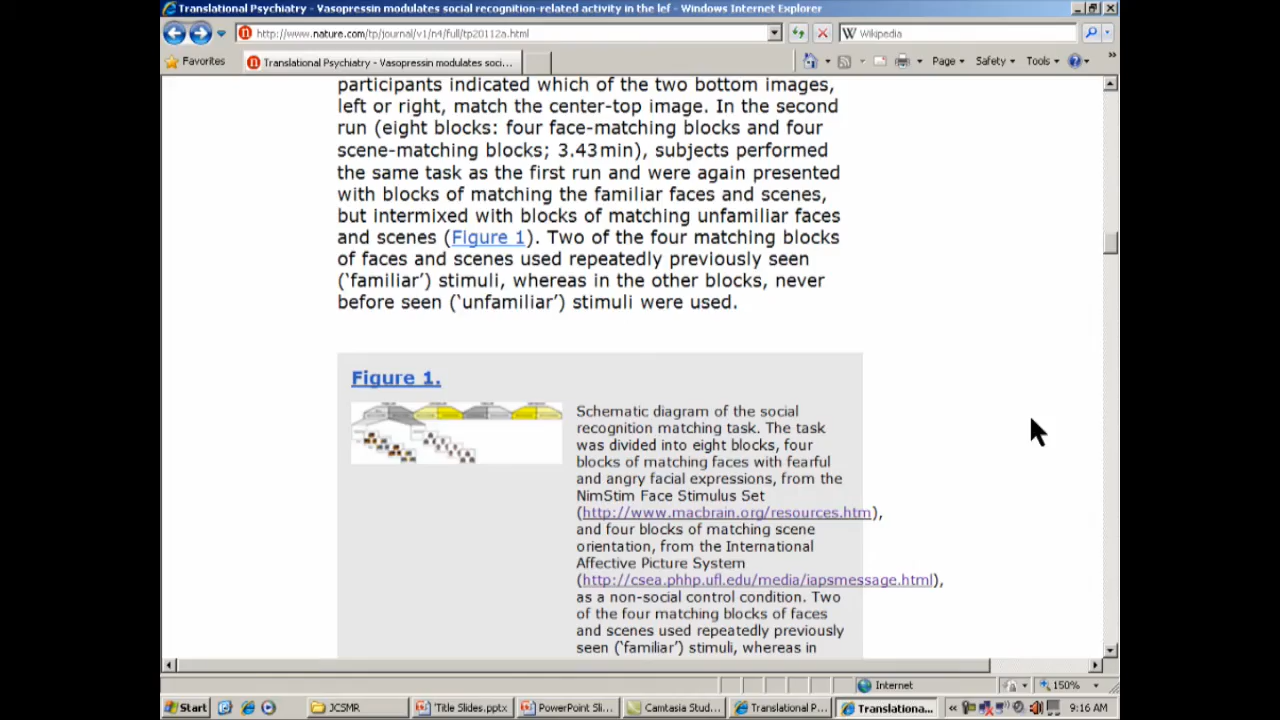 Translational Psychiatry - Vasopressin modulates social recognition-related activity in the lef - Windows Internet Explorer
http://www.nature.com/tp/journal/v1/n4/full/tp20112a.html
Wikipedia
Favorites
Translational Psychiatry - Vasopressin modulates soci...
Page
Safety
Tools
participants indicated which of the two bottom images,
left or right, match the center-top image. In the second
run (eight blocks: four face-matching blocks and four
scene-matching blocks; 3.43 min), subjects performed
the same task as the first run and were again presented
with blocks of matching the familiar faces and scenes,
but intermixed with blocks of matching unfamiliar faces
and scenes (Figure 1). Two of the four matching blocks
of faces and scenes used repeatedly previously seen
(‘familiar’) stimuli, whereas in the other blocks, never
before seen (‘unfamiliar’) stimuli were used.
Figure 1.
Schematic diagram of the social
recognition matching task. The task
was divided into eight blocks, four
blocks of matching faces with fearful
and angry facial expressions, from the
NimStim Face Stimulus Set
(http://www.macbrain.org/resources.htm),
and four blocks of matching scene
orientation, from the International
Affective Picture System
(http://csea.phhp.ufl.edu/media/iapsmessage.html),
as a non-social control condition. Two
of the four matching blocks of faces
and scenes used repeatedly previously
seen (‘familiar’) stimuli, whereas in
Internet
150%
Start
JCSMR
'Title Slides.pptx
PowerPoint Sli...
Camtasia Stud...
Translational P...
Translationa...
9:16 AM